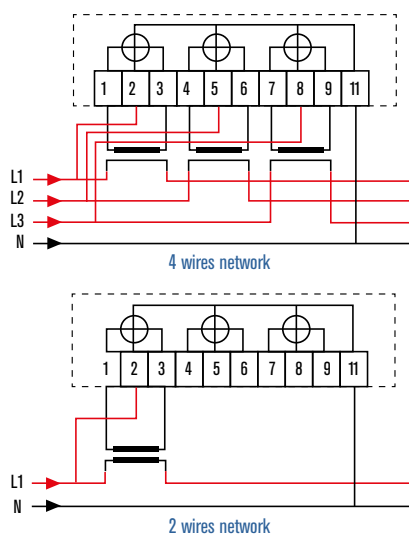 1 2 3 4 5 6 7 8 9 11
L1
L2
L3
N
4 wires network
1 2 3 4 5 6 7 8 9 11
L1
N
2 wires network